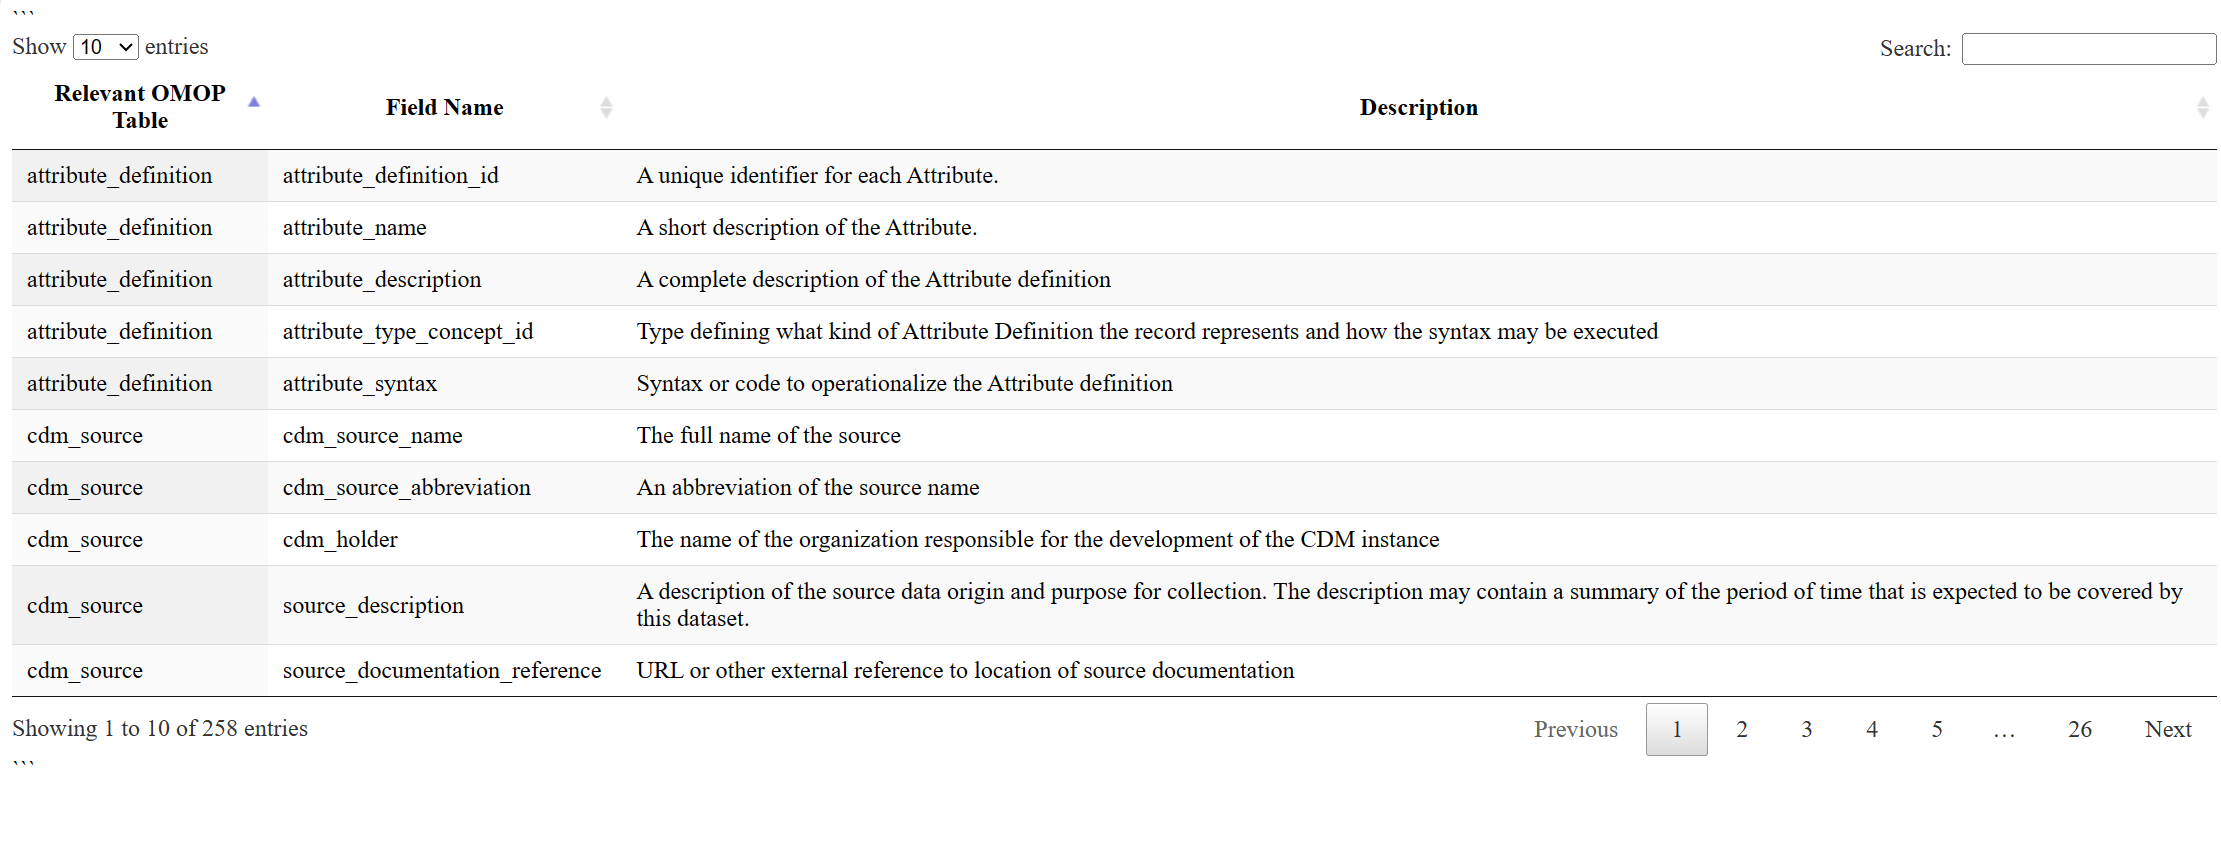 ```
Show 10 entries
Search:
Relevant OMOP
Table
Field Name
Description
attribute_definition attribute_definition_id A unique identifier for each Attribute.
attribute_definition attribute_name A short description of the Attribute.
attribute_definition attribute_description A complete description of the Attribute definition
attribute_definition attribute_type_concept_id Type defining what kind of Attribute Definition the record represents and how the syntax may be executed
attribute_definition attribute_syntax Syntax or code to operationalize the Attribute definition
cdm_source cdm_source_name The full name of the source
cdm_source cdm_source_abbreviation An abbreviation of the source name
cdm_source cdm_holder The name of the organization responsible for the development of the CDM instance
cdm_source source_description A description of the source data origin and purpose for collection. The description may contain a summary of the period of time that is expected to be covered by
this dataset.
cdm_source source_documentation_reference URL or other external reference to location of source documentation
Showing 1 to 10 of 258 entries
Previous 1 2 3 4 5 … 26 Next
```